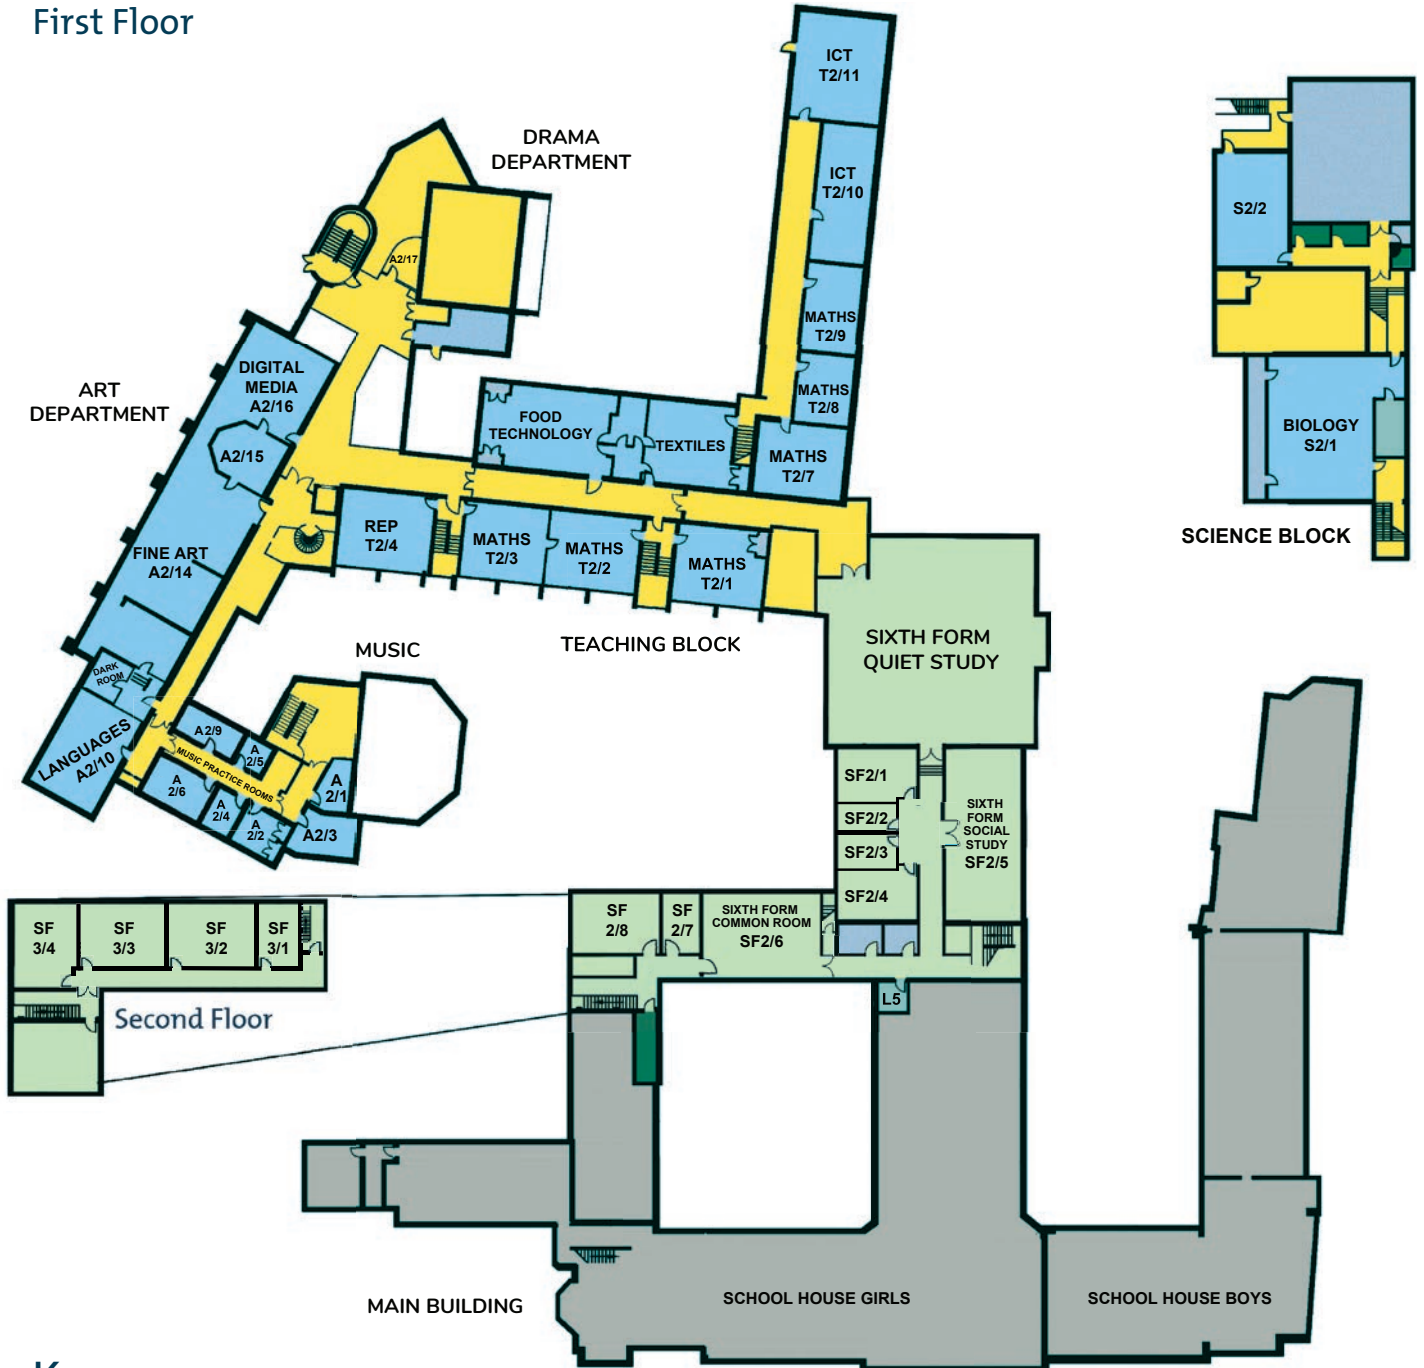 First Floor
ICT
T2/11
DRAMA
DEPARTMENT
ICT
T2/10
S2/2
A2/17
MATHS
T2/9
DIGITAL
MEDIA
A2/16
ART
DEPARTMENT
MATHS
T2/8
FOOD
TECHNOLOGY
TEXTILES
BIOLOGY
S2/1
A2/15
MATHS
T2/7
REP
T2/4
MATHS
T2/3
MATHS
T2/2
MATHS
T2/1
SCIENCE BLOCK
FINE ART
A2/14
TEACHING BLOCK
MUSIC
SIXTH FORM
QUIET STUDY
DARK
ROOM
LANGUAGES
A2/10
A2/9
A
2/5
MUSIC PRACTICE ROOMS
A
2/6
A
2/4
A
2/2
A
2/1
A2/3
SF2/1
SF2/2
SF2/3
SF2/4
SIXTH
FORM
SOCIAL
STUDY
SF2/5
SF
3/4
SF
3/3
SF
3/2
SF
3/1
SF
2/8
SF
2/7
SIXTH FORM
COMMON ROOM
SF2/6
L5
Second Floor
MAIN BUILDING
SCHOOL HOUSE GIRLS
SCHOOL HOUSE BOYS